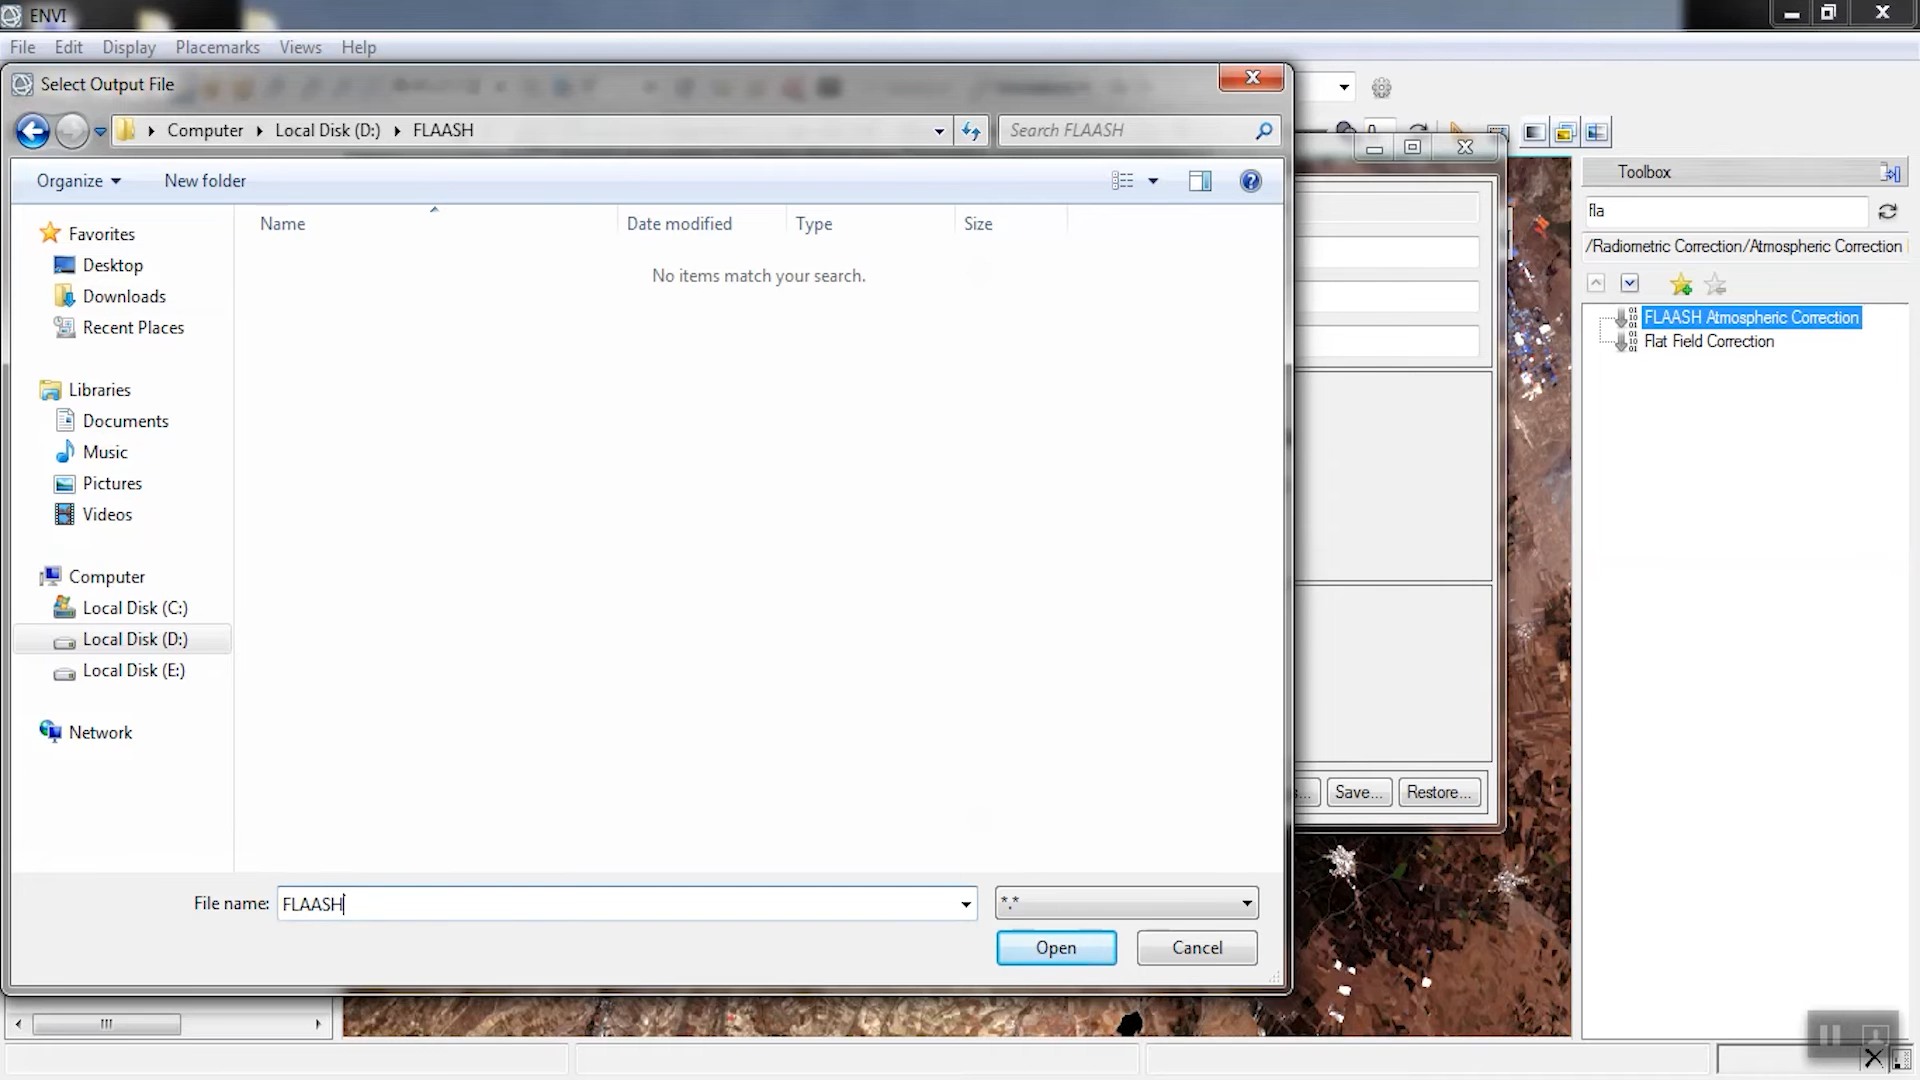 ENVI
File Edit Display Placemarks Views Help
Select Output File
Computer Local Disk (D:) FLAASH
Search FLAASH
Organize New folder
Name Date modified Type Size
No items match your search.
Favorites
Desktop
Downloads
Recent Places
Libraries
Documents
Music
Pictures
Videos
Computer
Local Disk (C:)
Local Disk (D:)
Local Disk (E:)
Network
File name: FLAASH
*.*
Open Cancel
Save... Restore...
Toolbox
fla
/Radiometric Correction/Atmospheric Correction
FLAASH Atmospheric Correction
Flat Field Correction